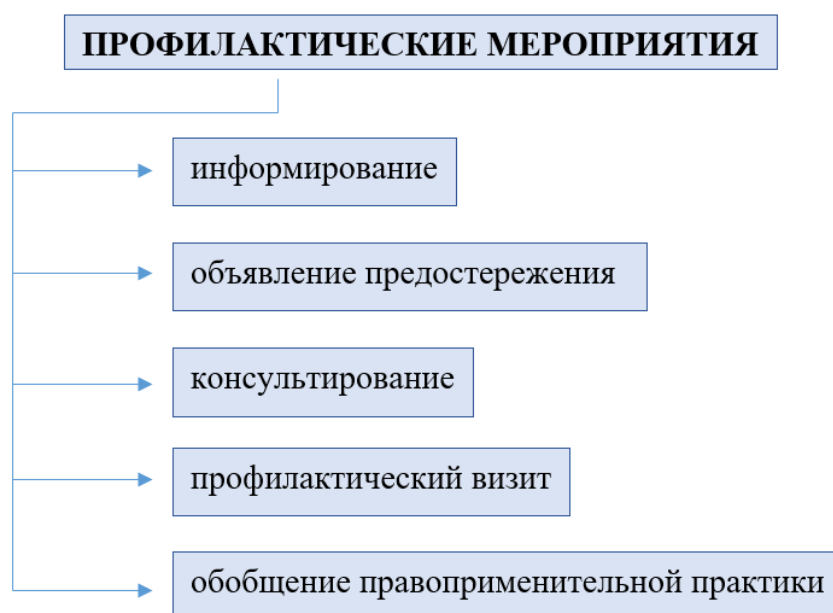 ПРОФИЛАКТИЧЕСКИЕ МЕРОПРИЯТИЯ
информирование
объявление предостережения
консультирование
профилактический визит
обобщение правоприменительной практики